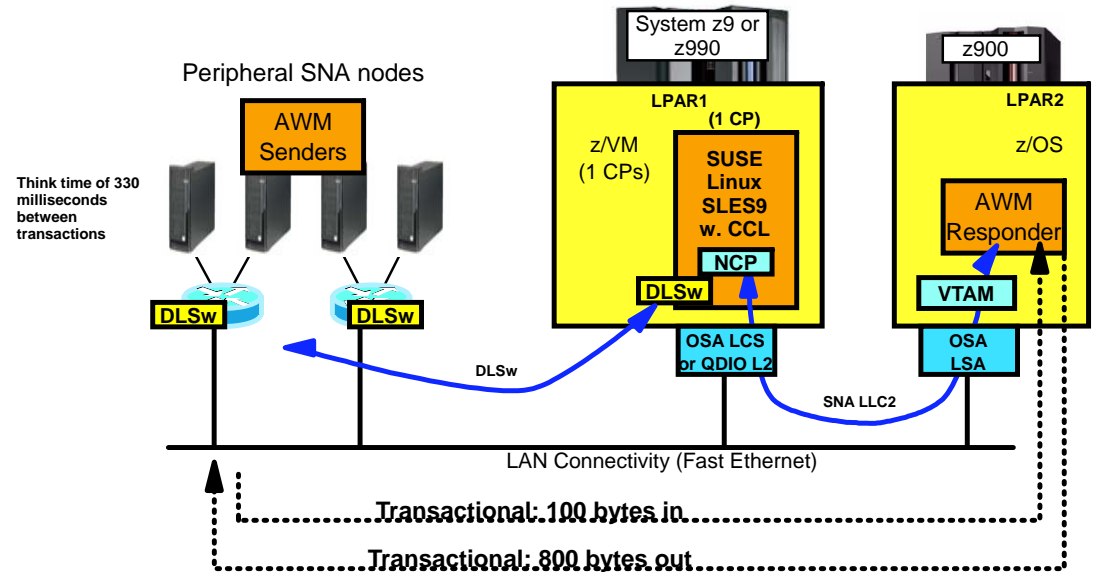 System z9 or
z990
z900
Peripheral SNA nodes
AWM
Senders
Think time of 330
milliseconds
between
transactions
DLSw
DLSw
LPAR1
(1 CP)
z/VM
(1 CPs)
SUSE
Linux
SLES9
w. CCL
NCP
DLSw
OSA LCS
or QDIO L2
LPAR2
z/OS
AWM
Responder
VTAM
OSA
LSA
DLSw
SNA LLC2
LAN Connectivity (Fast Ethernet)
Transactional: 100 bytes in
Transactional: 800 bytes out